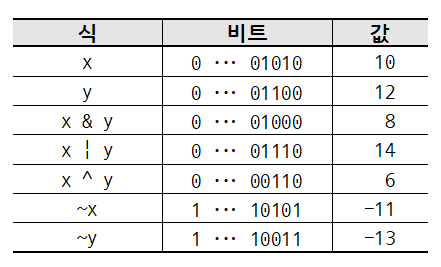 식 비트 값
x 0 ··· 01010 10
y 0 ··· 01100 12
x & y 0 ··· 01000 8
x ¦ y 0 ··· 01110 14
x ^ y 0 ··· 00110 6
~x 1 ··· 10101 -11
~y 1 ··· 10011 -13